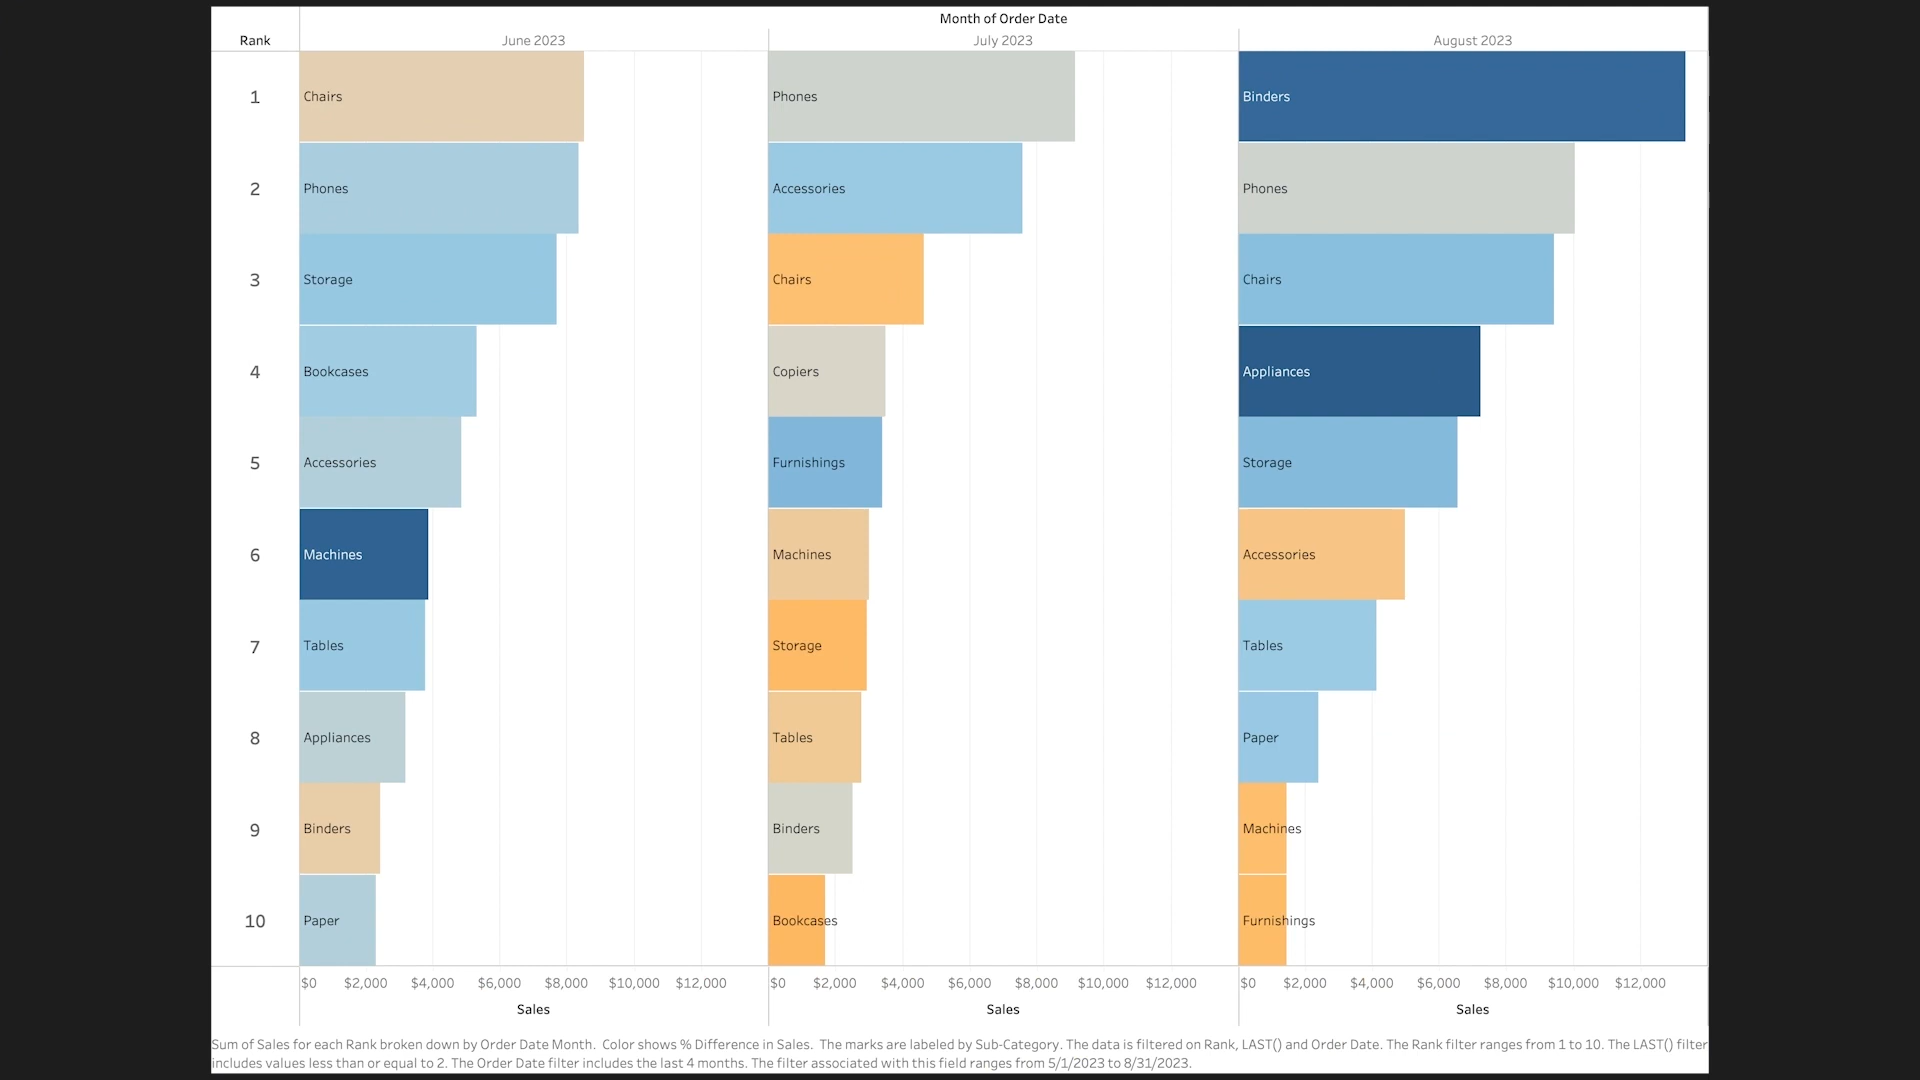 Month of Order Date
Rank June 2023 July 2023 August 2023
1 Chairs Phones Binders
2 Phones Accessories Phones
3 Storage Chairs Chairs
4 Bookcases Copiers Appliances
5 Accessories Furnishings Storage
6 Machines Machines Accessories
7 Tables Storage Tables
8 Appliances Tables Paper
9 Binders Binders Machines
10 Paper Bookcases Furnishings
$0 $2,000 $4,000 $6,000 $8,000 $10,000 $12,000 $0 $2,000 $4,000 $6,000 $8,000 $10,000 $12,000 $0 $2,000 $4,000 $6,000 $8,000 $10,000 $12,000
Sales Sales Sales
Sum of Sales for each Rank broken down by Order Date Month.  Color shows % Difference in Sales.  The marks are labeled by Sub-Category. The data is filtered on Rank, LAST() and Order Date. The Rank filter ranges from 1 to 10. The LAST() filter
includes values less than or equal to 2. The Order Date filter includes the last 4 months. The filter associated with this field ranges from 5/1/2023 to 8/31/2023.